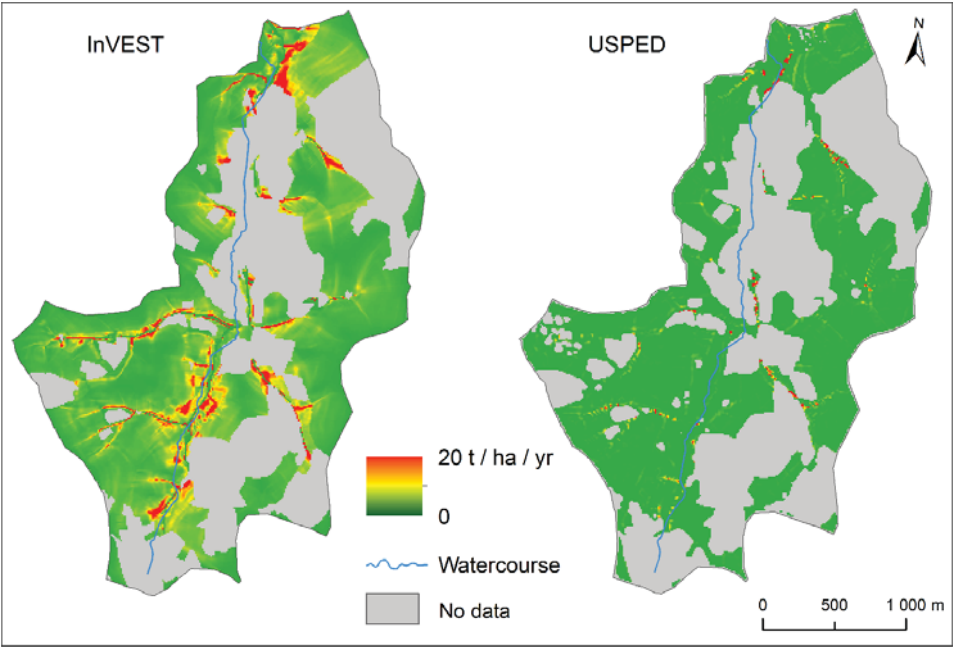 InVEST
USPED
N
20 t / ha / yr
0
Watercourse
No data
0 500 1 000 m